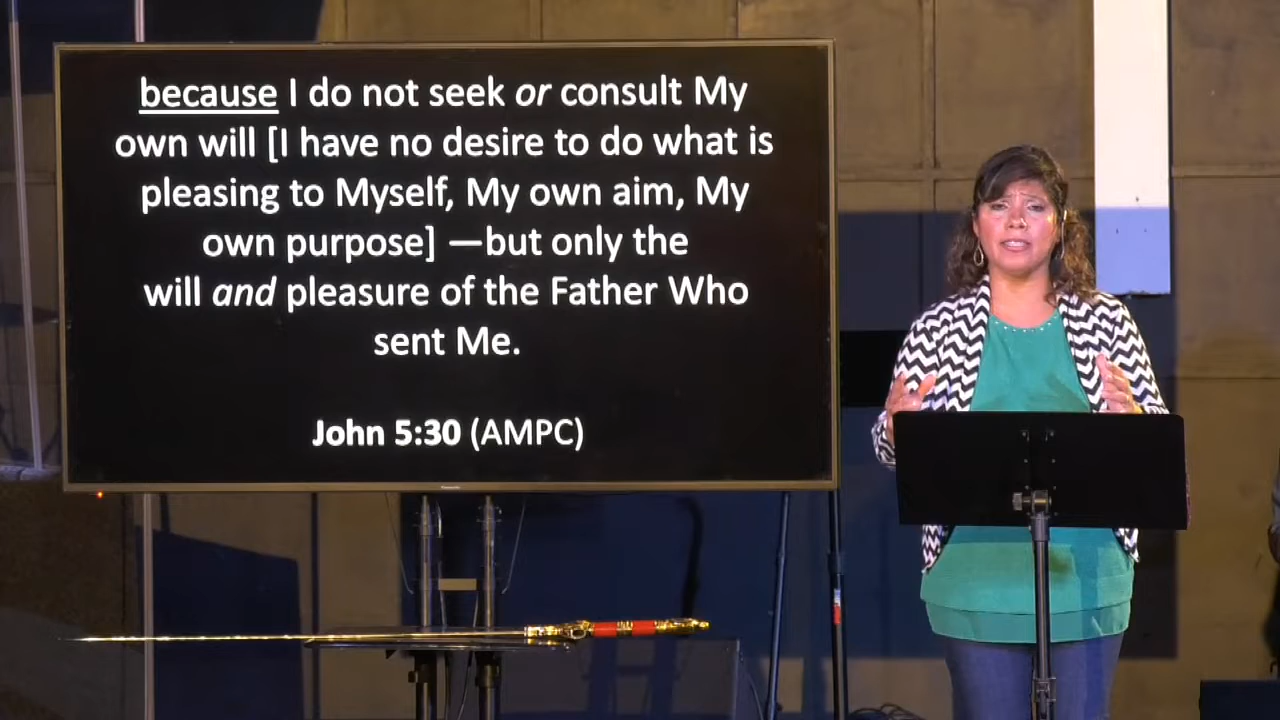 because I do not seek or consult My
own will [I have no desire to do what is
pleasing to Myself, My own aim, My
own purpose] —but only the
will and pleasure of the Father Who
sent Me.
John 5:30 (AMPC)
Panasonic